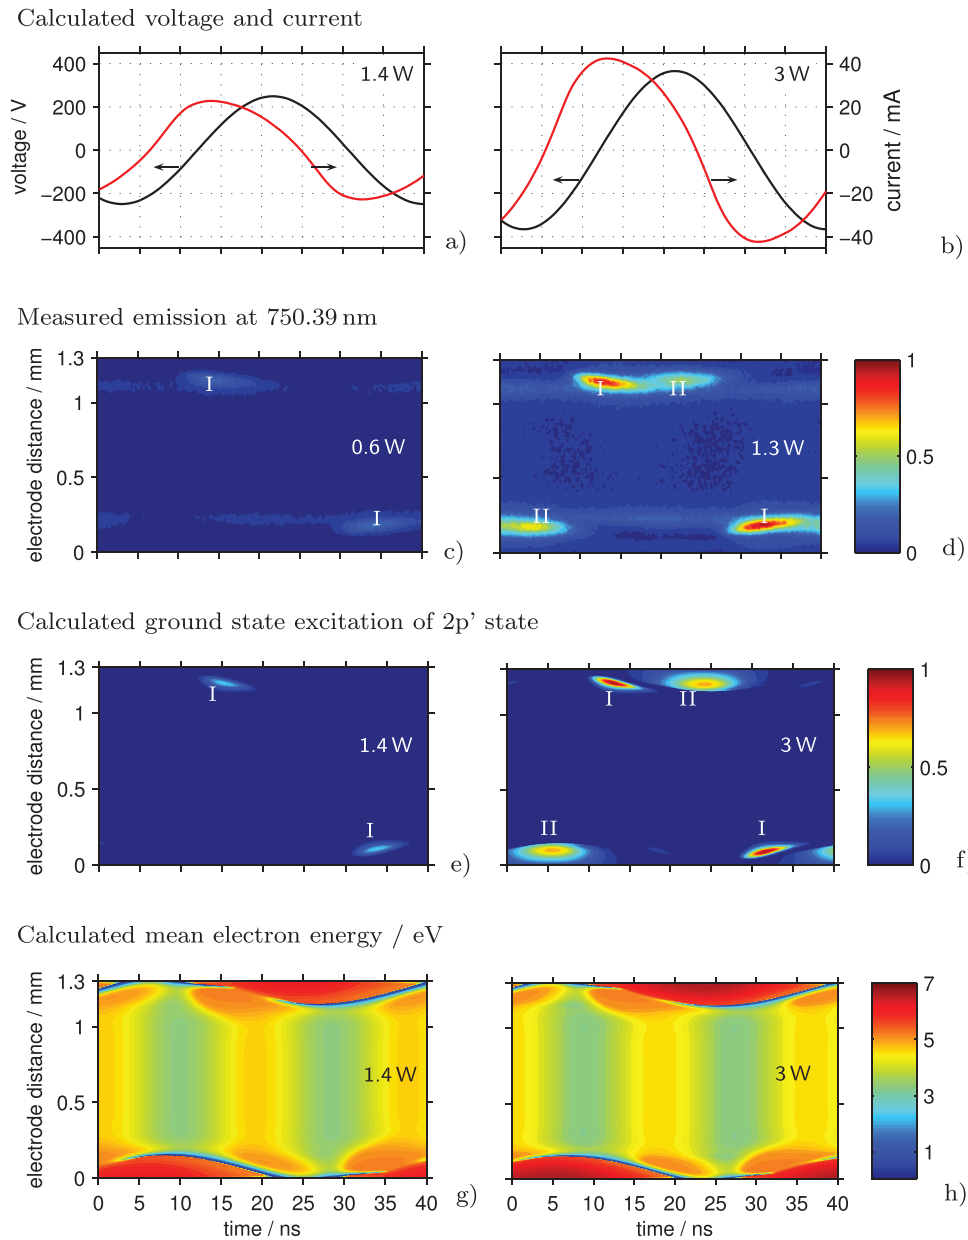 Calculated voltage and current
400
200
0
−200
−400
voltage / V
1.4 W
a)
3 W
40
20
0
−20
−40
current / mA
b)
Measured emission at 750.39 nm
1.3
1
0.5
0
electrode distance / mm
I
0.6 W
I
c)
I
II
1.3 W
II
I
1
0.5
0
d)
Calculated ground state excitation of 2p' state
1.3
1
0.5
0
electrode distance / mm
I
1.4 W
I
e)
I
II
3 W
II
I
1
0.5
0
f)
Calculated mean electron energy / eV
1.3
1
0.5
0
electrode distance / mm
1.4 W
g)
0 5 10 15 20 25 30 35 40
time / ns
3 W
0 5 10 15 20 25 30 35 40
time / ns
7
5
3
1
h)